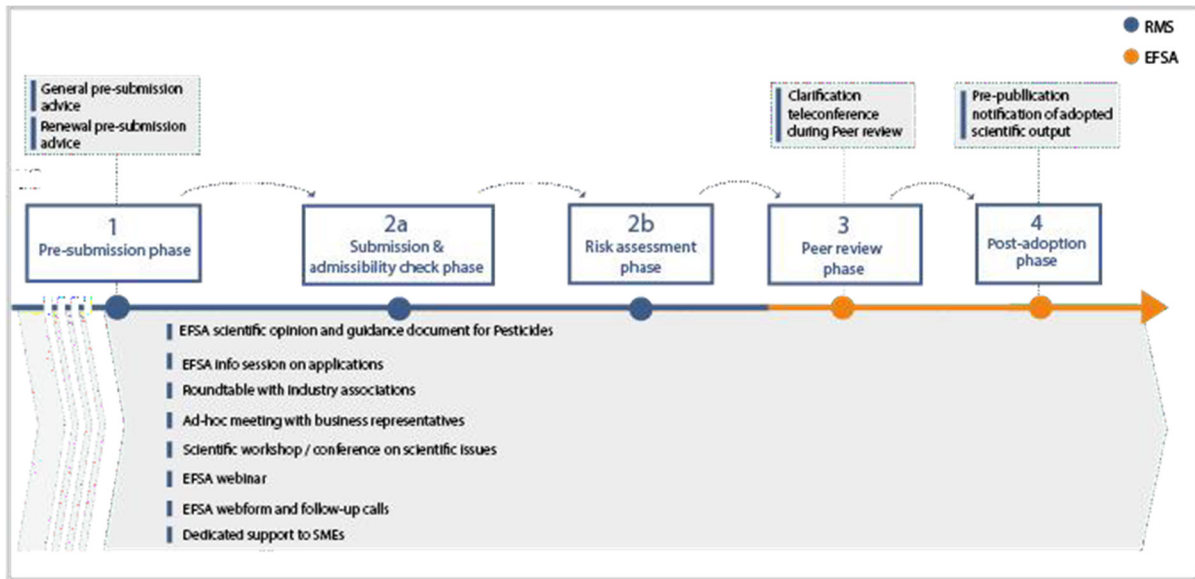 RMS
EFSA
General pre-submission
advice
Renewal pre-submission
advice
Clarification
teleconference
during Peer review
Pre-publlication
notification of adopted
scientific output
1
Pre-submission phase
2a
Submission &
admissibility check phase
2b
Risk assessment
phase
3
Peer review
phase
4
Post-adoption
phase
EFSA scientific opinion and guidance document for Pesticides
EFSA info session on applications
Roundtable with industry associations
Ad-hoc meeting with business representatives
Scientific workshop / conference on scientific issues
EFSA webinar
EFSA webform and follow-up calls
Dedicated support to SMEs